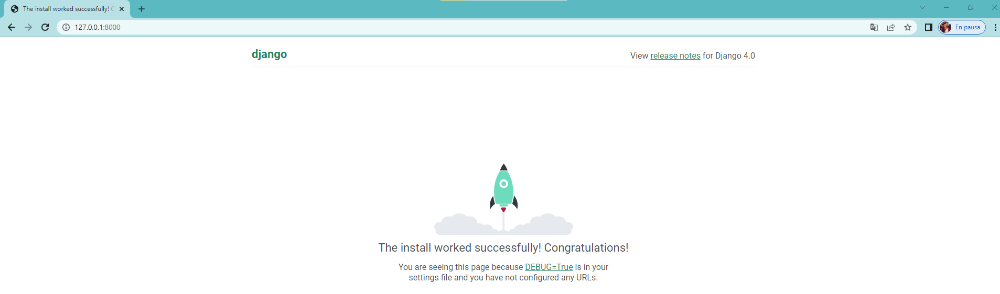 The install worked successfully! C
127.0.0.1:8000
En pausa
django
View release notes for Django 4.0
The install worked successfully! Congratulations!
You are seeing this page because DEBUG=True is in your
settings file and you have not configured any URLs.